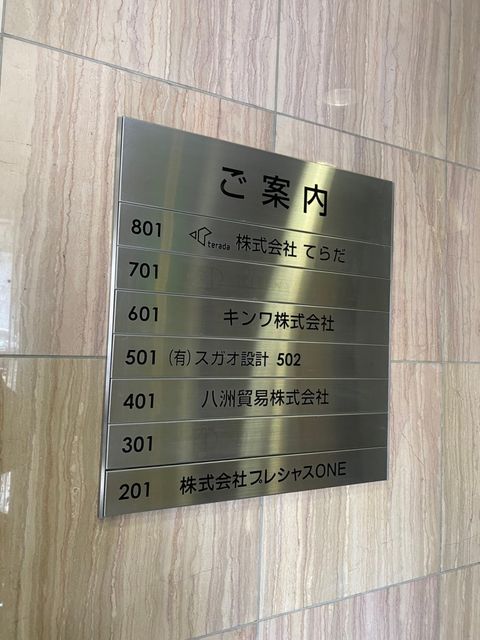 ご案内
801 terada 株式会社 てらだ
701
601 キンワ株式会社
501 (有)スガオ設計 502
401 八洲貿易株式会社
301
201 株式会社プレシャスONE